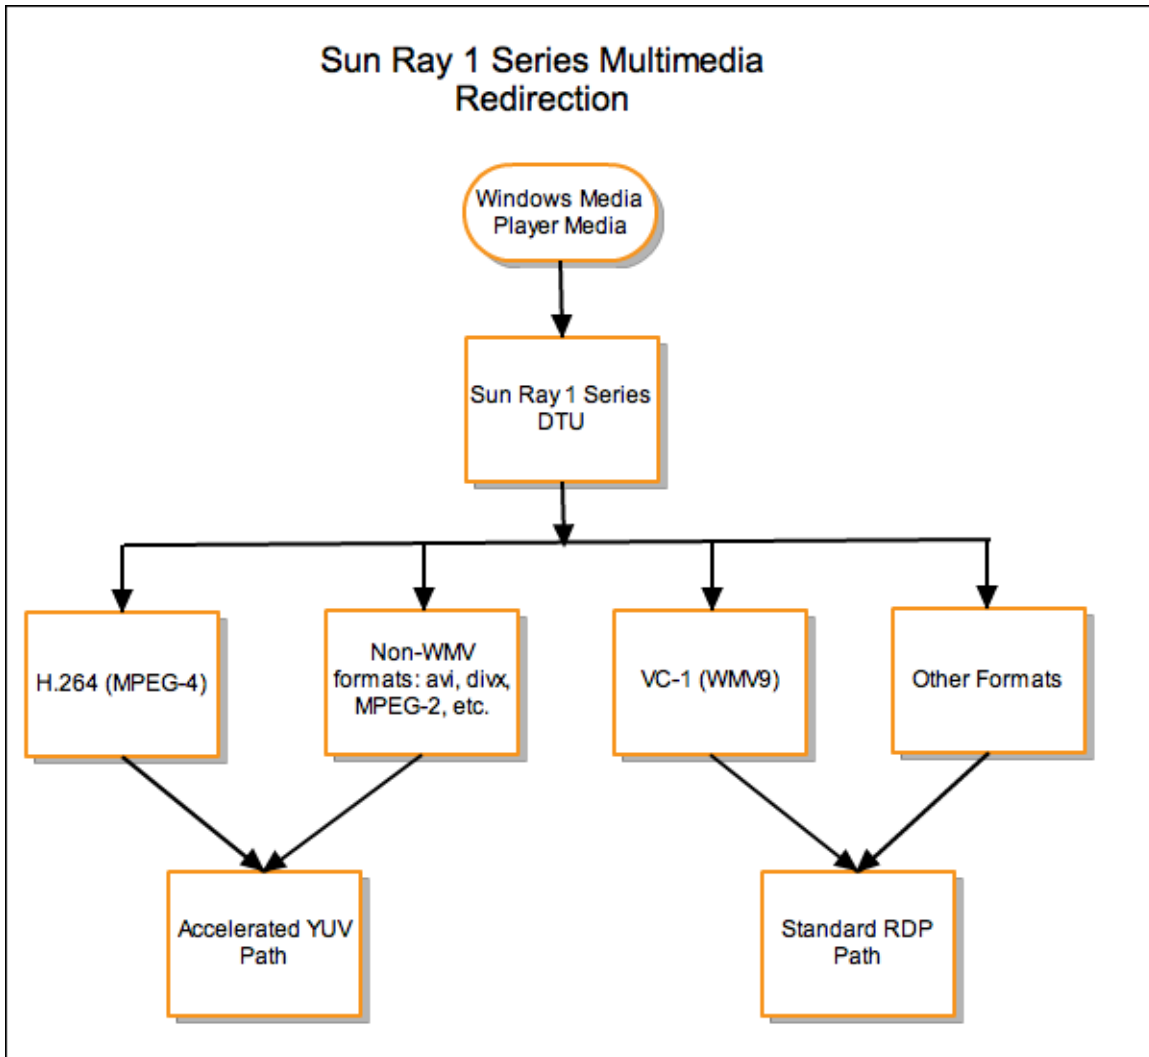 Sun Ray 1 Series Multimedia
Redirection
Windows Media
Player Media
Sun Ray 1 Series
DTU
H.264 (MPEG-4)
Non-WMV
formats: avi, divx,
MPEG-2, etc.
VC-1 (WMV9)
Other Formats
Accelerated YUV
Path
Standard RDP
Path